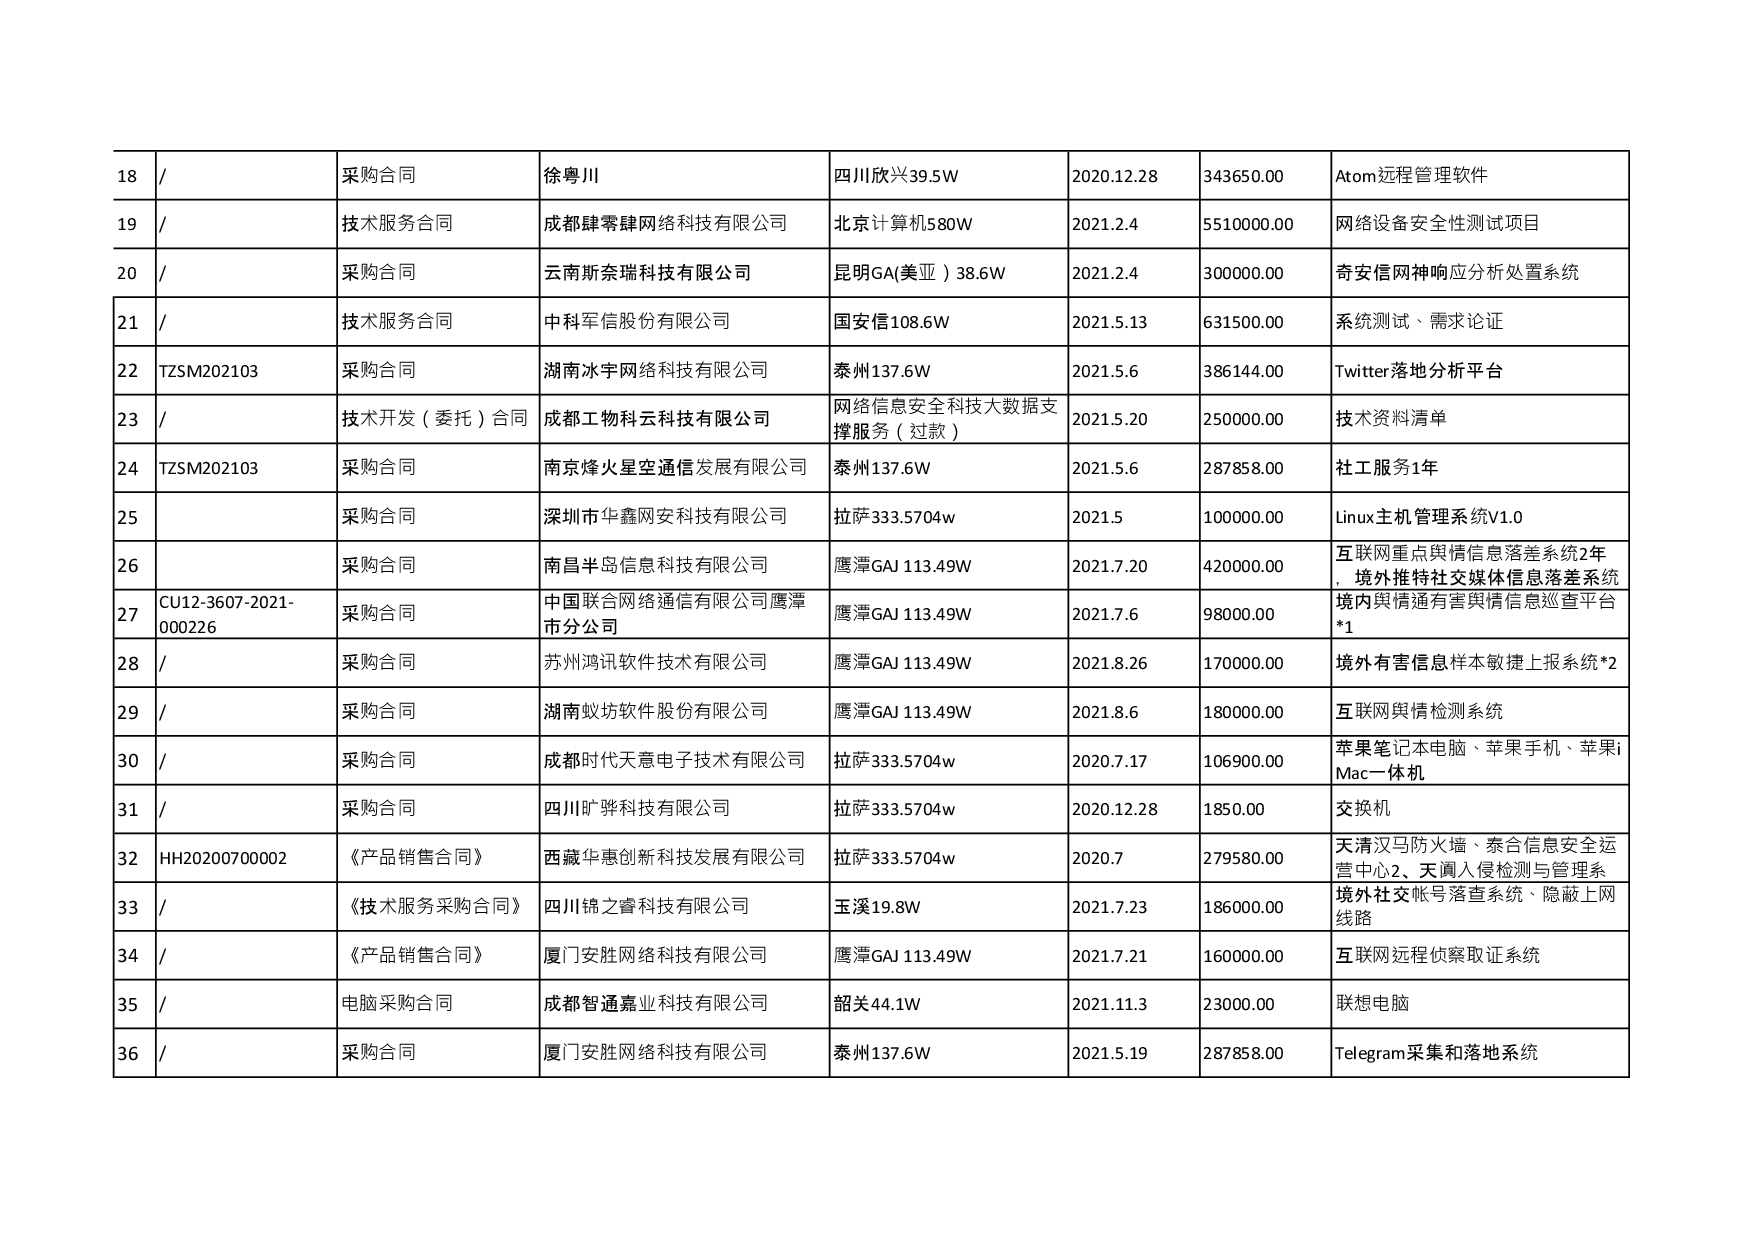 18 / 采购合同 徐粤川 四川欣兴39.5W 2020.12.28 343650.00 Atom远程管理软件
19 / 技术服务合同 成都肆零肆网络科技有限公司 北京计算机580W 2021.2.4 5510000.00 网络设备安全性测试项目
20 / 采购合同 云南斯奈瑞科技有限公司 昆明GA(美亚）38.6W 2021.2.4 300000.00 奇安信网神响应分析处置系统
21 / 技术服务合同 中科军信股份有限公司 国安信108.6W 2021.5.13 631500.00 系统测试、需求论证
22 TZSM202103 采购合同 湖南冰宇网络科技有限公司 泰州137.6W 2021.5.6 386144.00 Twitter落地分析平台
23 / 技术开发（委托）合同 成都工物科云科技有限公司 网络信息安全科技大数据支
撑服务（过款） 2021.5.20 250000.00 技术资料清单
24 TZSM202103 采购合同 南京烽火星空通信发展有限公司 泰州137.6W 2021.5.6 287858.00 社工服务1年
25 采购合同 深圳市华鑫网安科技有限公司 拉萨333.5704w 2021.5 100000.00 Linux主机管理系统V1.0
26 采购合同 南昌半岛信息科技有限公司 鹰潭GAJ 113.49W 2021.7.20 420000.00 互联网重点舆情信息落差系统2年
，境外推特社交媒体信息落差系统
27 CU12-3607-2021-
000226 采购合同 中国联合网络通信有限公司鹰潭
市分公司 鹰潭GAJ 113.49W 2021.7.6 98000.00 境内舆情通有害舆情信息巡查平台
*1
28 / 采购合同 苏州鸿讯软件技术有限公司 鹰潭GAJ 113.49W 2021.8.26 170000.00 境外有害信息样本敏捷上报系统*2
29 / 采购合同 湖南蚁坊软件股份有限公司 鹰潭GAJ 113.49W 2021.8.6 180000.00 互联网舆情检测系统
30 / 采购合同 成都时代天意电子技术有限公司 拉萨333.5704w 2020.7.17 106900.00 苹果笔记本电脑、苹果手机、苹果i
Mac一体机
31 / 采购合同 四川旷骅科技有限公司 拉萨333.5704w 2020.12.28 1850.00 交换机
32 HH20200700002 《产品销售合同》 西藏华惠创新科技发展有限公司 拉萨333.5704w 2020.7 279580.00 天清汉马防火墙、泰合信息安全运
营中心2、天阗入侵检测与管理系
33 / 《技术服务采购合同》 四川锦之睿科技有限公司 玉溪19.8W 2021.7.23 186000.00 境外社交帐号落查系统、隐蔽上网
线路
34 / 《产品销售合同》 厦门安胜网络科技有限公司 鹰潭GAJ 113.49W 2021.7.21 160000.00 互联网远程侦察取证系统
35 / 电脑采购合同 成都智通嘉业科技有限公司 韶关44.1W 2021.11.3 23000.00 联想电脑
36 / 采购合同 厦门安胜网络科技有限公司 泰州137.6W 2021.5.19 287858.00 Telegram采集和落地系统